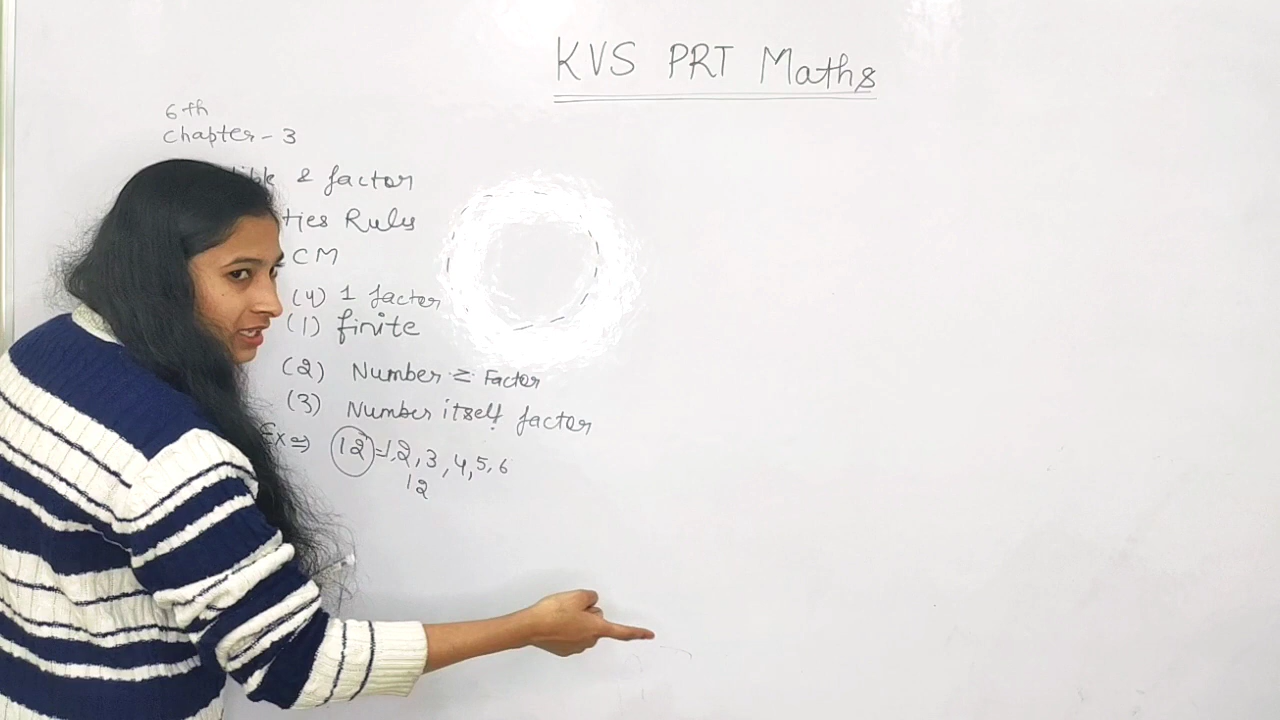 KVS PRT Maths
6th
Chapter - 3
& factor
ties Rules
CM
(4) 1 factor
(1) finite
(2) Number ≥ Factor
(3) Number itself factor
Ex ⇒ 12 = 1, 2, 3, 4, 5, 6
12